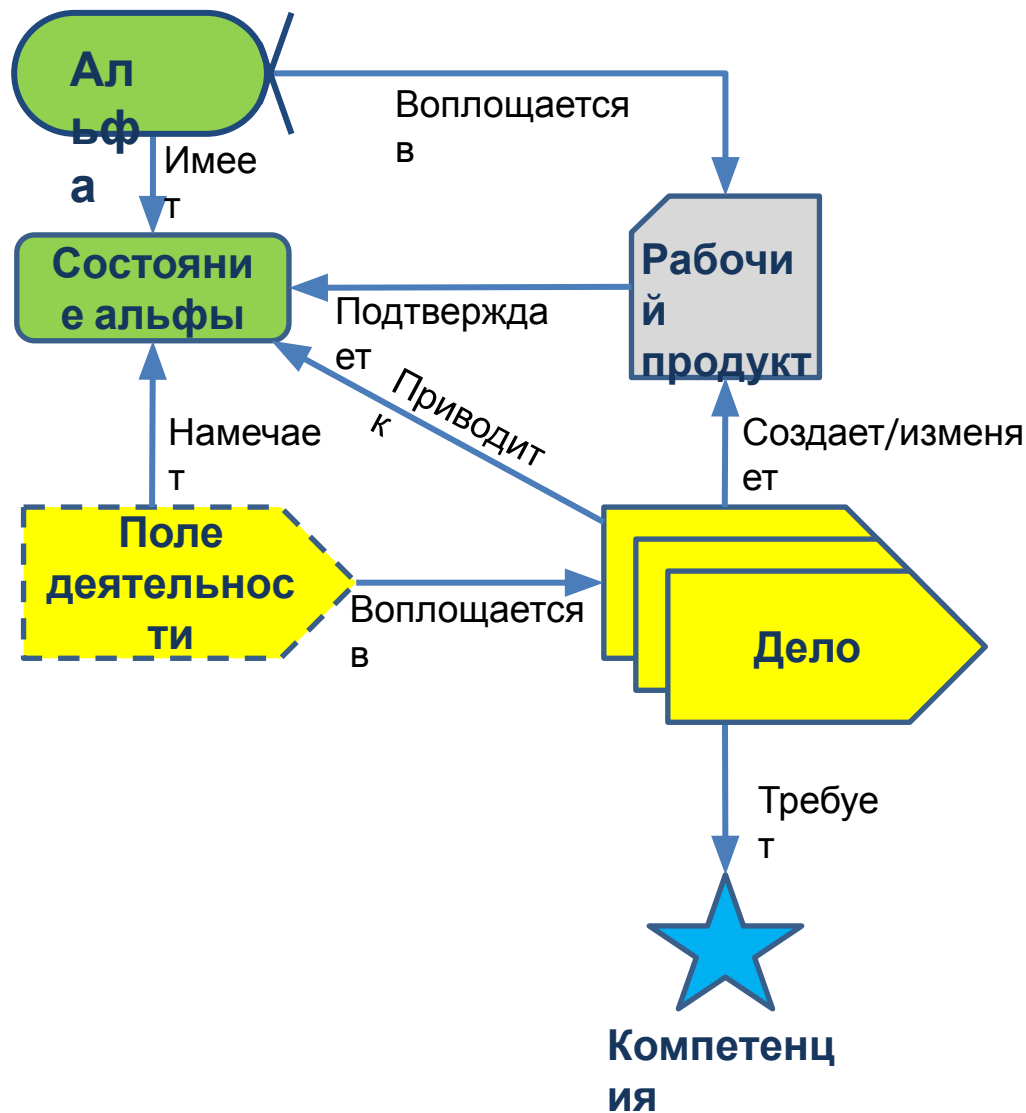 Ал
ьф
а
Воплощается
в
Имее
т
Состояни
е альфы
Рабочи
й
продукт
Подтвержда
ет
Приводит
к
Намечае
т
Создает/изменя
ет
Поле
деятельнос
ти
Воплощается
в
Дело
Требуе
т
Компетенц
ия